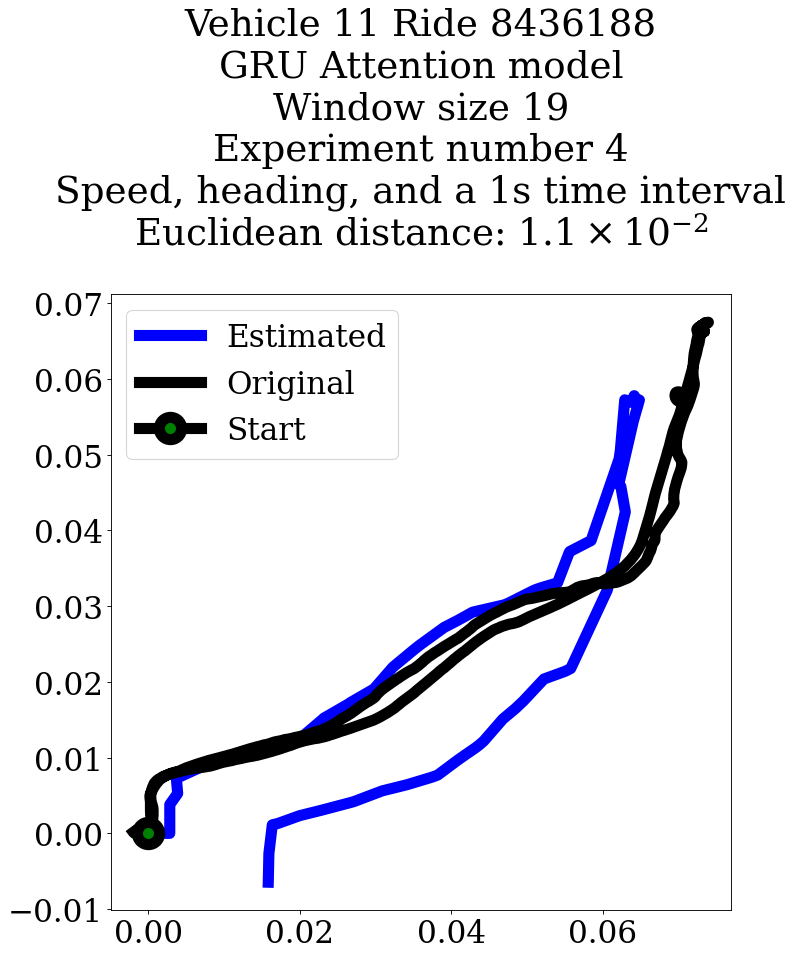 Vehicle 11 Ride 8436188
GRU Attention model
Window size 19
Experiment number 4
Speed, heading, and a 1s time interval
Euclidean distance: 1.1 × 10⁻²
Estimated
Original
Start
0.07
0.06
0.05
0.04
0.03
0.02
0.01
0.00
−0.01
0.00 0.02 0.04 0.06